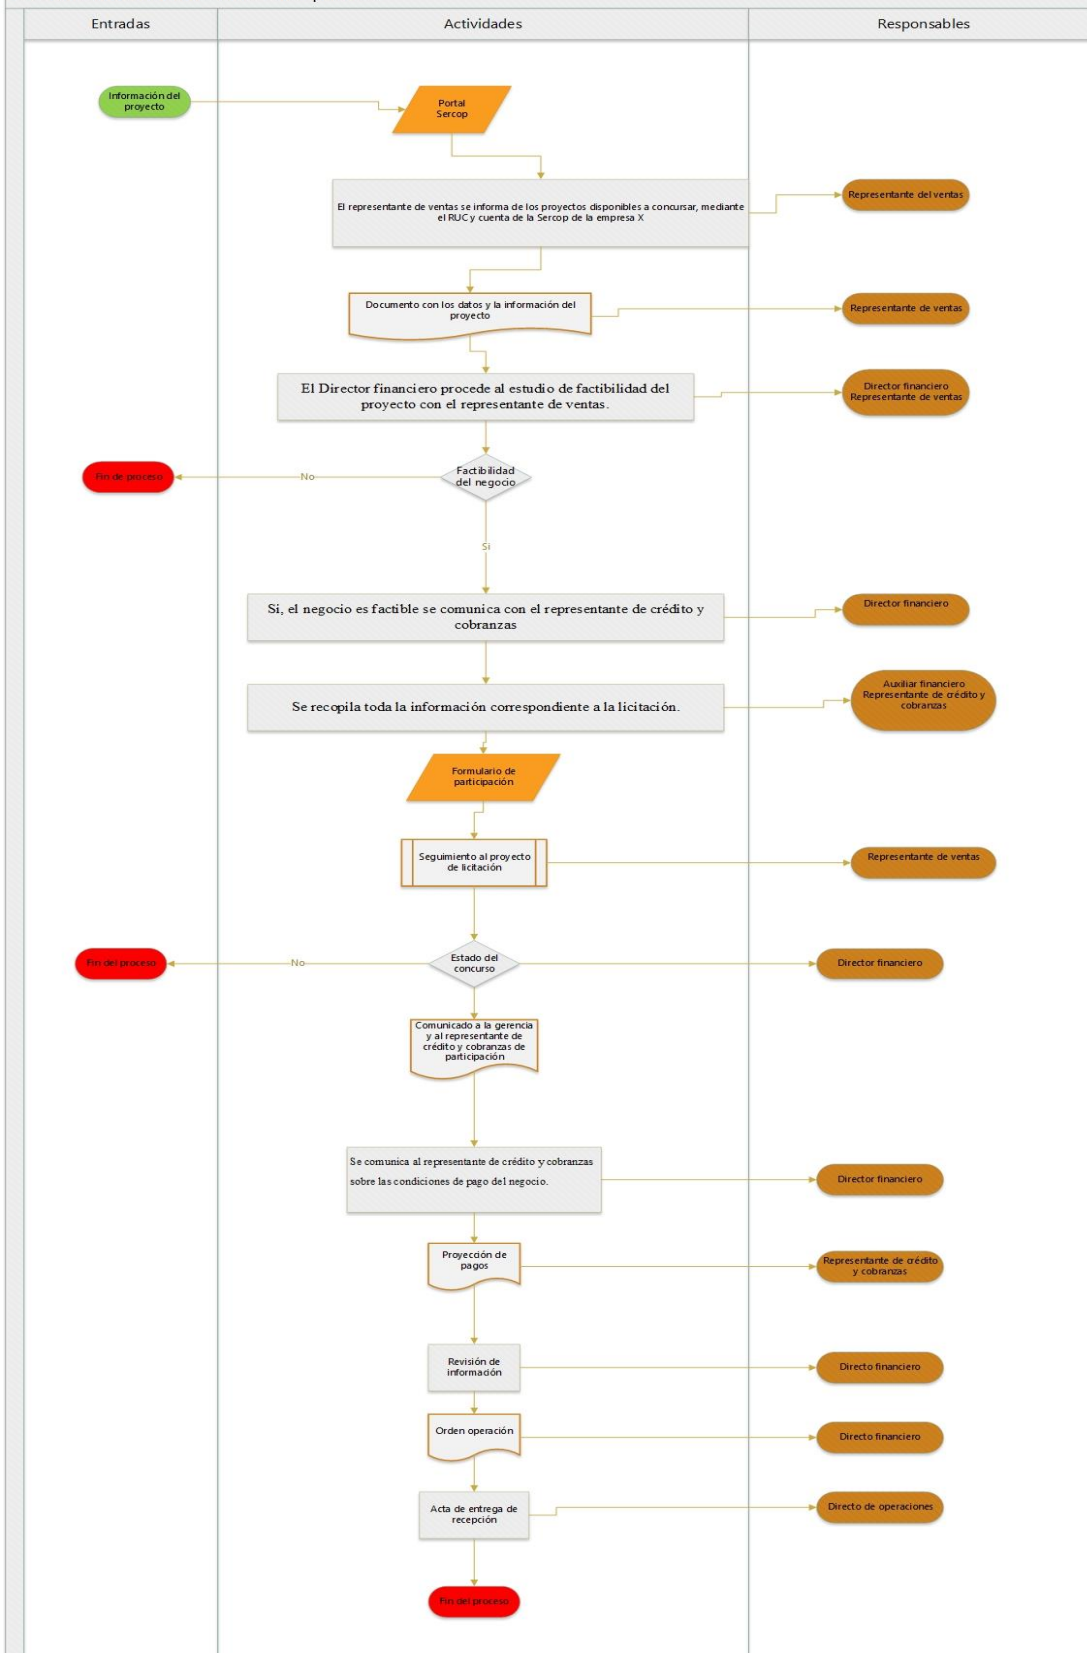 Entradas
Actividades
Responsables
Información del
proyecto
Portal
Sercop
El representante de ventas se informa de los proyectos disponibles a concursar, mediante
el RUC y cuenta de la Sercop de la empresa X
Representante del ventas
Documento con los datos y la información del
proyecto
Representante de ventas
El Director financiero procede al estudio de factibilidad del
proyecto con el representante de ventas.
Director financiero
Representante de ventas
Factibilidad
del negocio
No
Fin de proceso
Si
Si, el negocio es factible se comunica con el representante de crédito y
cobranzas
Director financiero
Se recopila toda la información correspondiente a la licitación.
Auxiliar financiero
Representante de crédito y
cobranzas
Formulario de
participación
Seguimiento al proyecto
de licitación
Representante de ventas
Estado del
concurso
No
Fin del proceso
Director financiero
Comunicado a la gerencia
y al representante de
crédito y cobranzas de
participación
Se comunica al representante de crédito y cobranzas
sobre las condiciones de pago del negocio.
Director financiero
Proyección de
pagos
Representante de crédito
y cobranzas
Revisión de
información
Directo financiero
Orden operación
Directo financiero
Acta de entrega de
recepción
Directo de operaciones
Fin del proceso